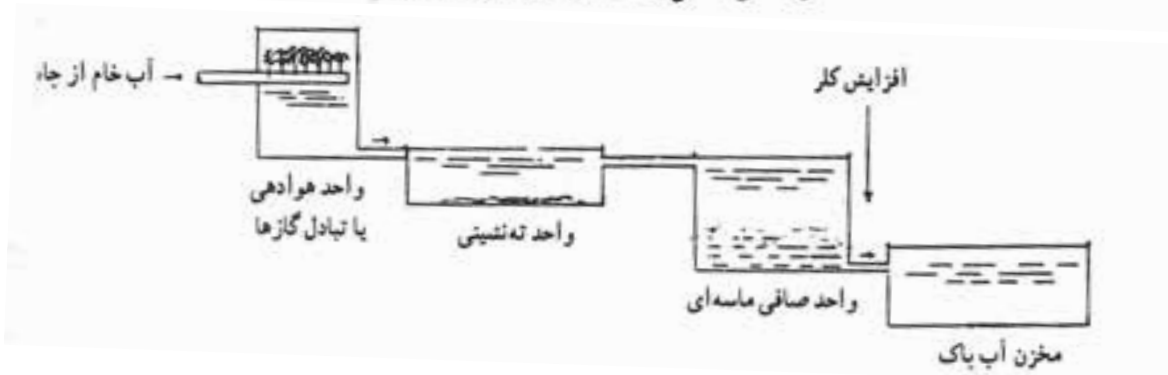 آب خام از
افزایش کلر
واحد هوادهی
یا تبادل گازها
واحد ته‌نشینی
واحد صافی ماسه‌ای
مخزن آب پاک